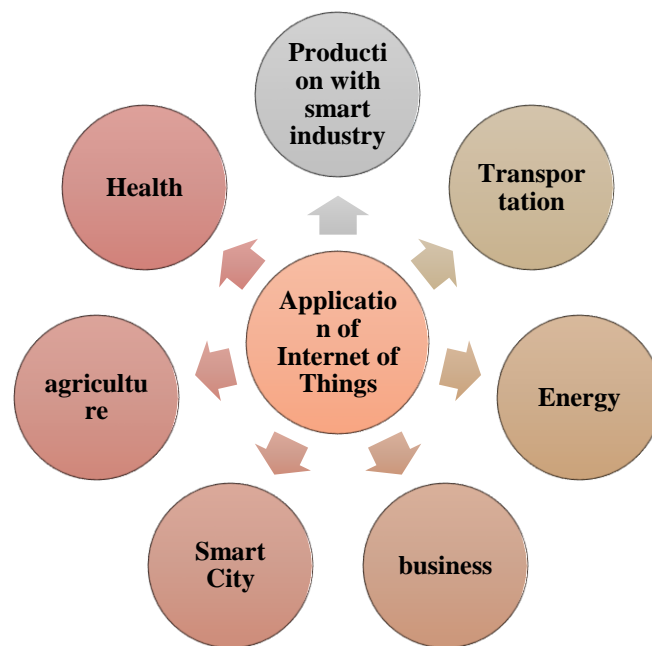 Producti
on with
smart
industry
Transpor
tation
Energy
business
Smart
City
agricultu
re
Health
Applicatio
n of
Internet of
Things